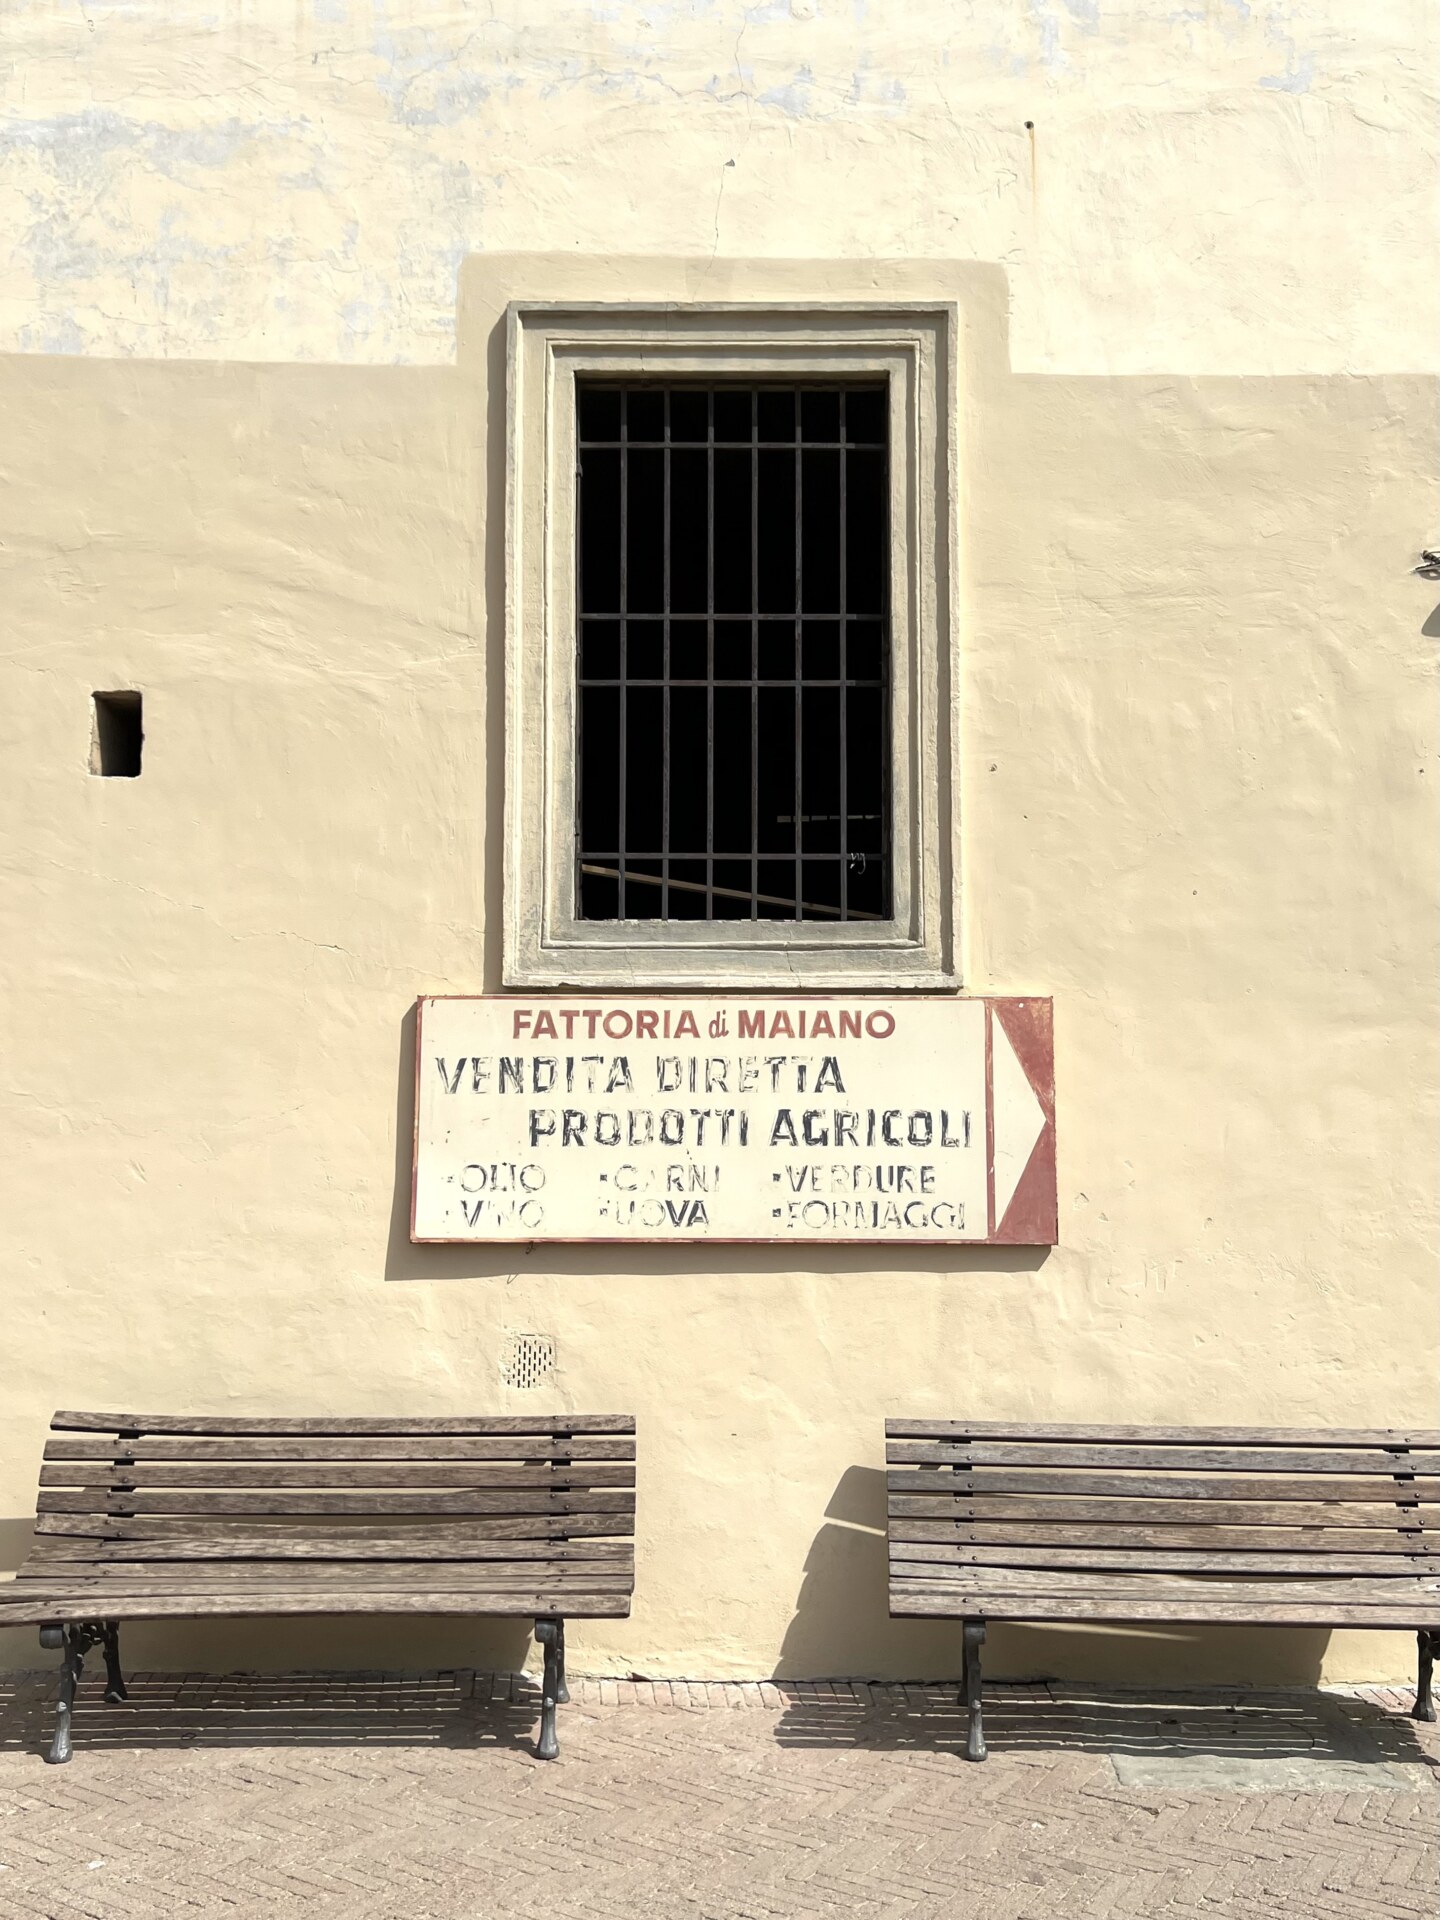 FATTORIA di MAIANO
VENDITA DIRETTA
PRODOTTI AGRICOLI
·OLIO ·CARNI ·VERDURE
·VINO ·UOVA ·FORMAGGI